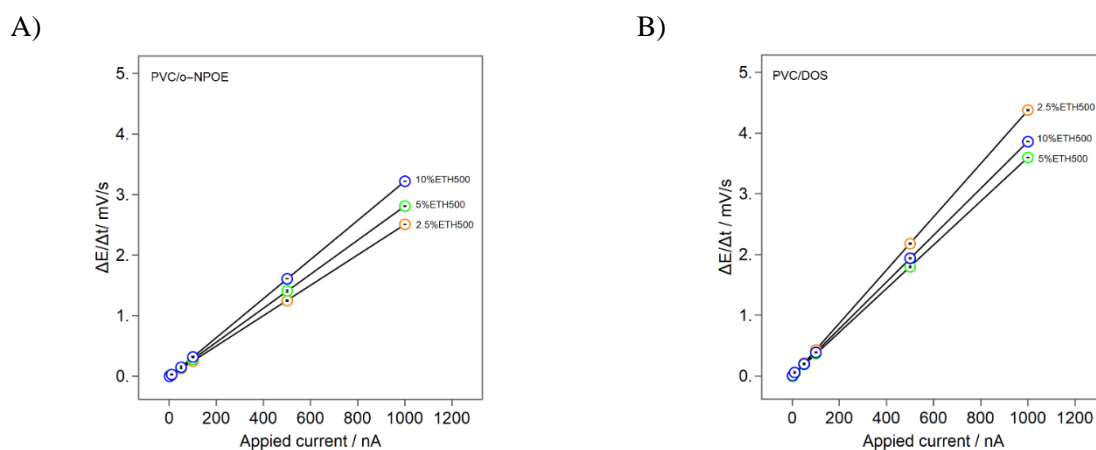 A)
PVC/o−NPOE
5.
4.
3.
2.
1.
0.
10%ETH500
5%ETH500
2.5%ETH500
ΔE/Δt/ mV/s
0 200 400 600 800 1000 1200
Appied current / nA
B)
PVC/DOS
5.
4.
3.
2.
1.
0.
2.5%ETH500
10%ETH500
5%ETH500
ΔE/Δt/ mV/s
0 200 400 600 800 1000 1200
Appied current / nA